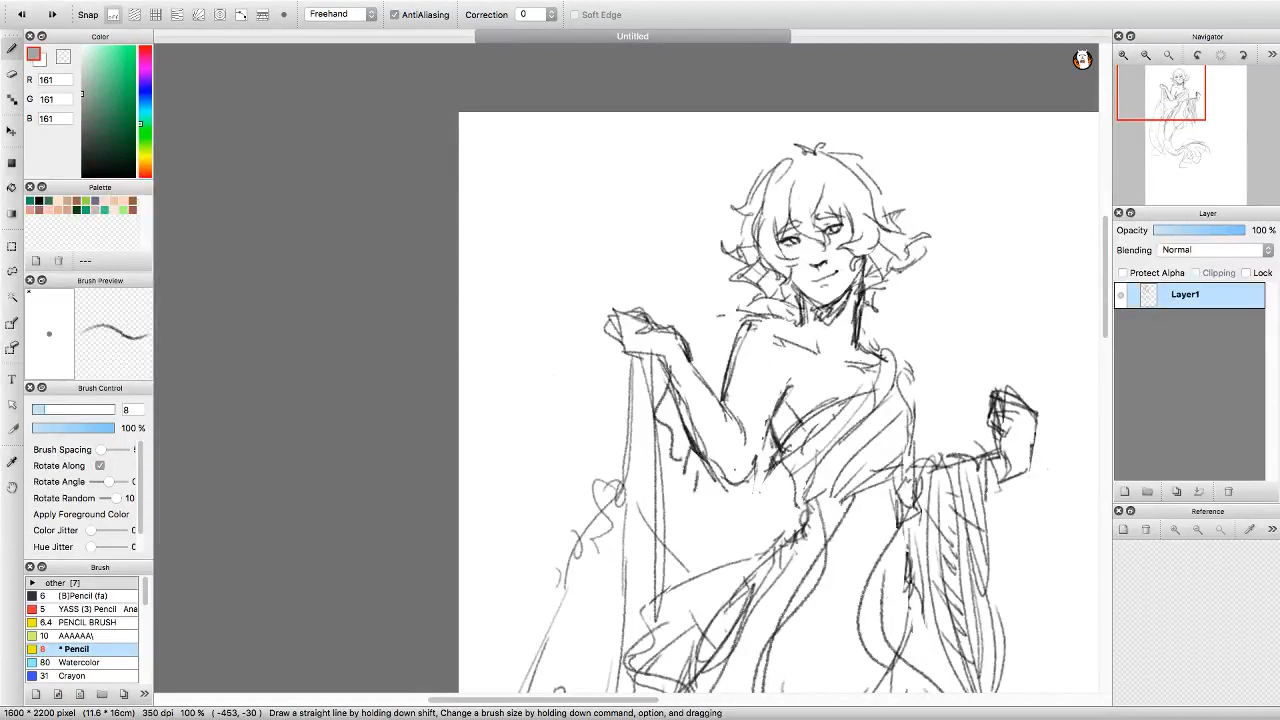 Snap
Freehand
AntiAliasing
Correction
0
Soft Edge
Color
Untitled
Navigator
R
161
G
161
B
161
Palette
---
Brush Preview
Brush Control
8
100 %
Brush Spacing
Rotate Along
Rotate Angle
Rotate Random
10
Apply Foreground Color
Color Jitter
Hue Jitter
Brush
other [7]
6 [B]Pencil (fa)
5 YASS (3) Pencil Ana
6.4 PENCIL BRUSH
10 AAAAAA\
8 * Pencil
80 Watercolor
31 Crayon
Layer
Opacity
100 %
Blending
Normal
Protect Alpha
Clipping
Lock
Layer1
Reference
1600 * 2200 pixel (11.6 * 16cm) 350 dpi 100 % ( -453, -30 ) Draw a straight line by holding down shift, Change a brush size by holding down command, option, and dragging